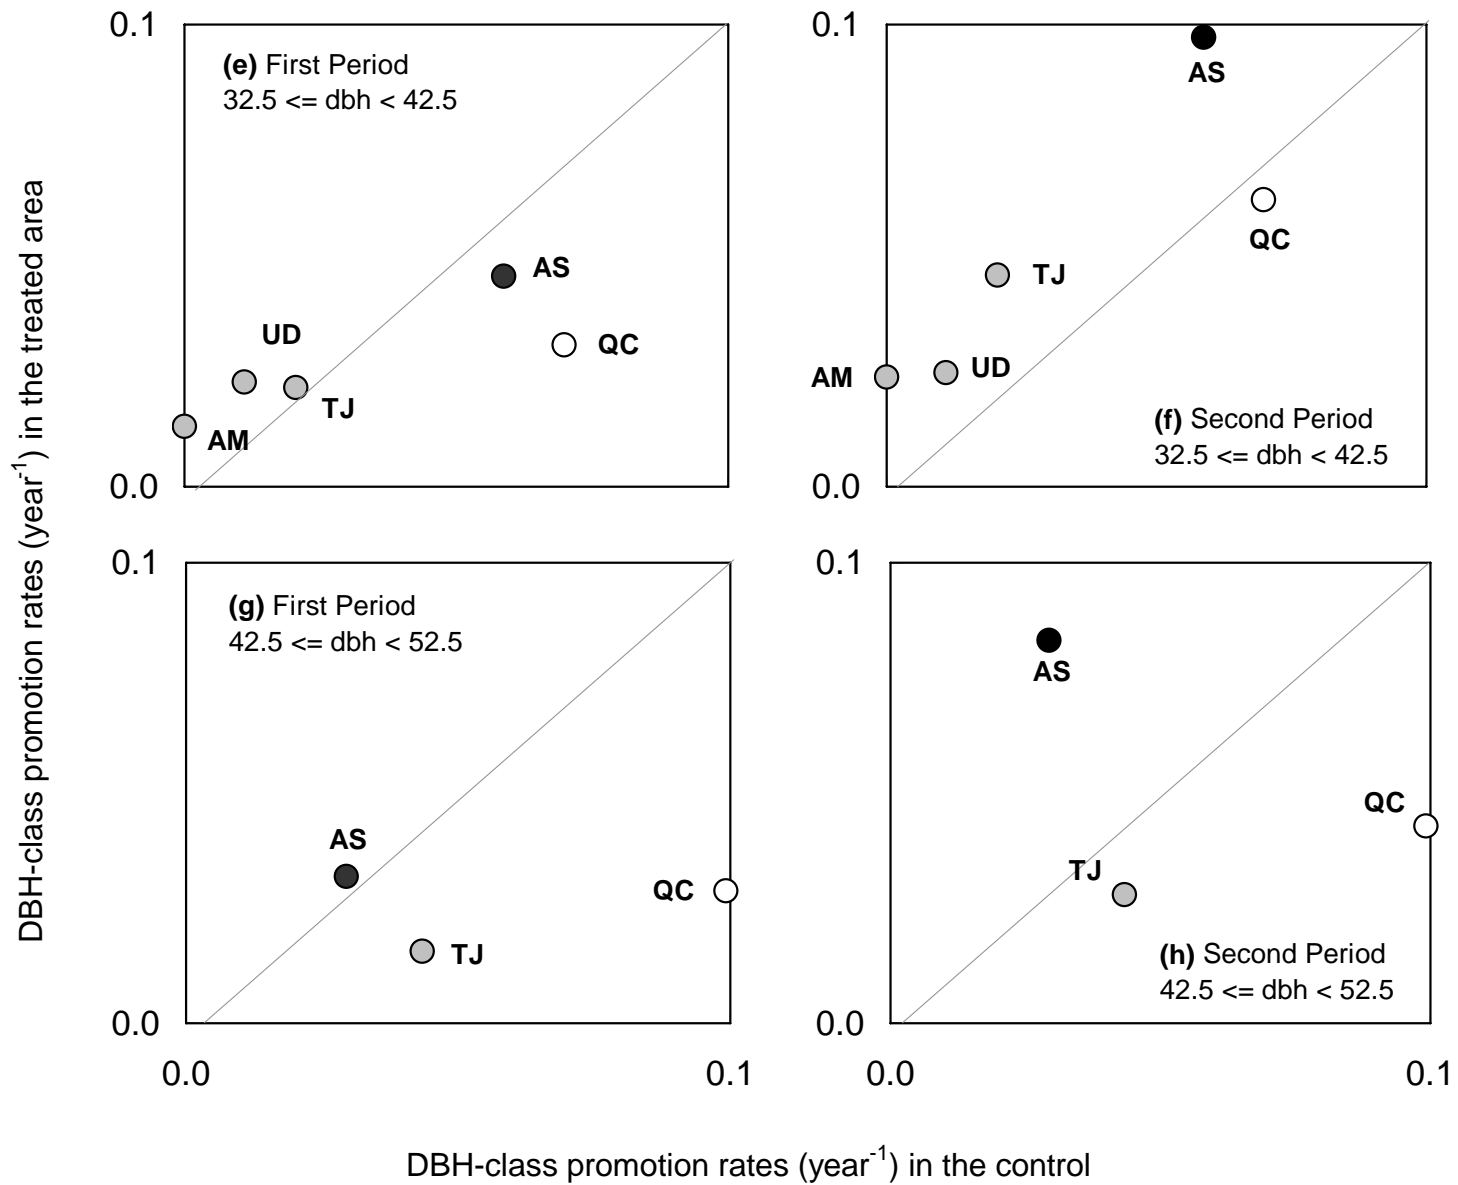 DBH-class promotion rates (year⁻¹) in the treated area
0.1
(e) First Period
32.5 <= dbh < 42.5
AS
QC
UD
TJ
AM
0.0
0.1
AS
QC
TJ
AM
UD
(f) Second Period
32.5 <= dbh < 42.5
0.0
0.1
(g) First Period
42.5 <= dbh < 52.5
AS
QC
TJ
0.0
0.0
0.1
0.1
AS
QC
TJ
(h) Second Period
42.5 <= dbh < 52.5
0.0
0.0
0.1
DBH-class promotion rates (year⁻¹) in the control